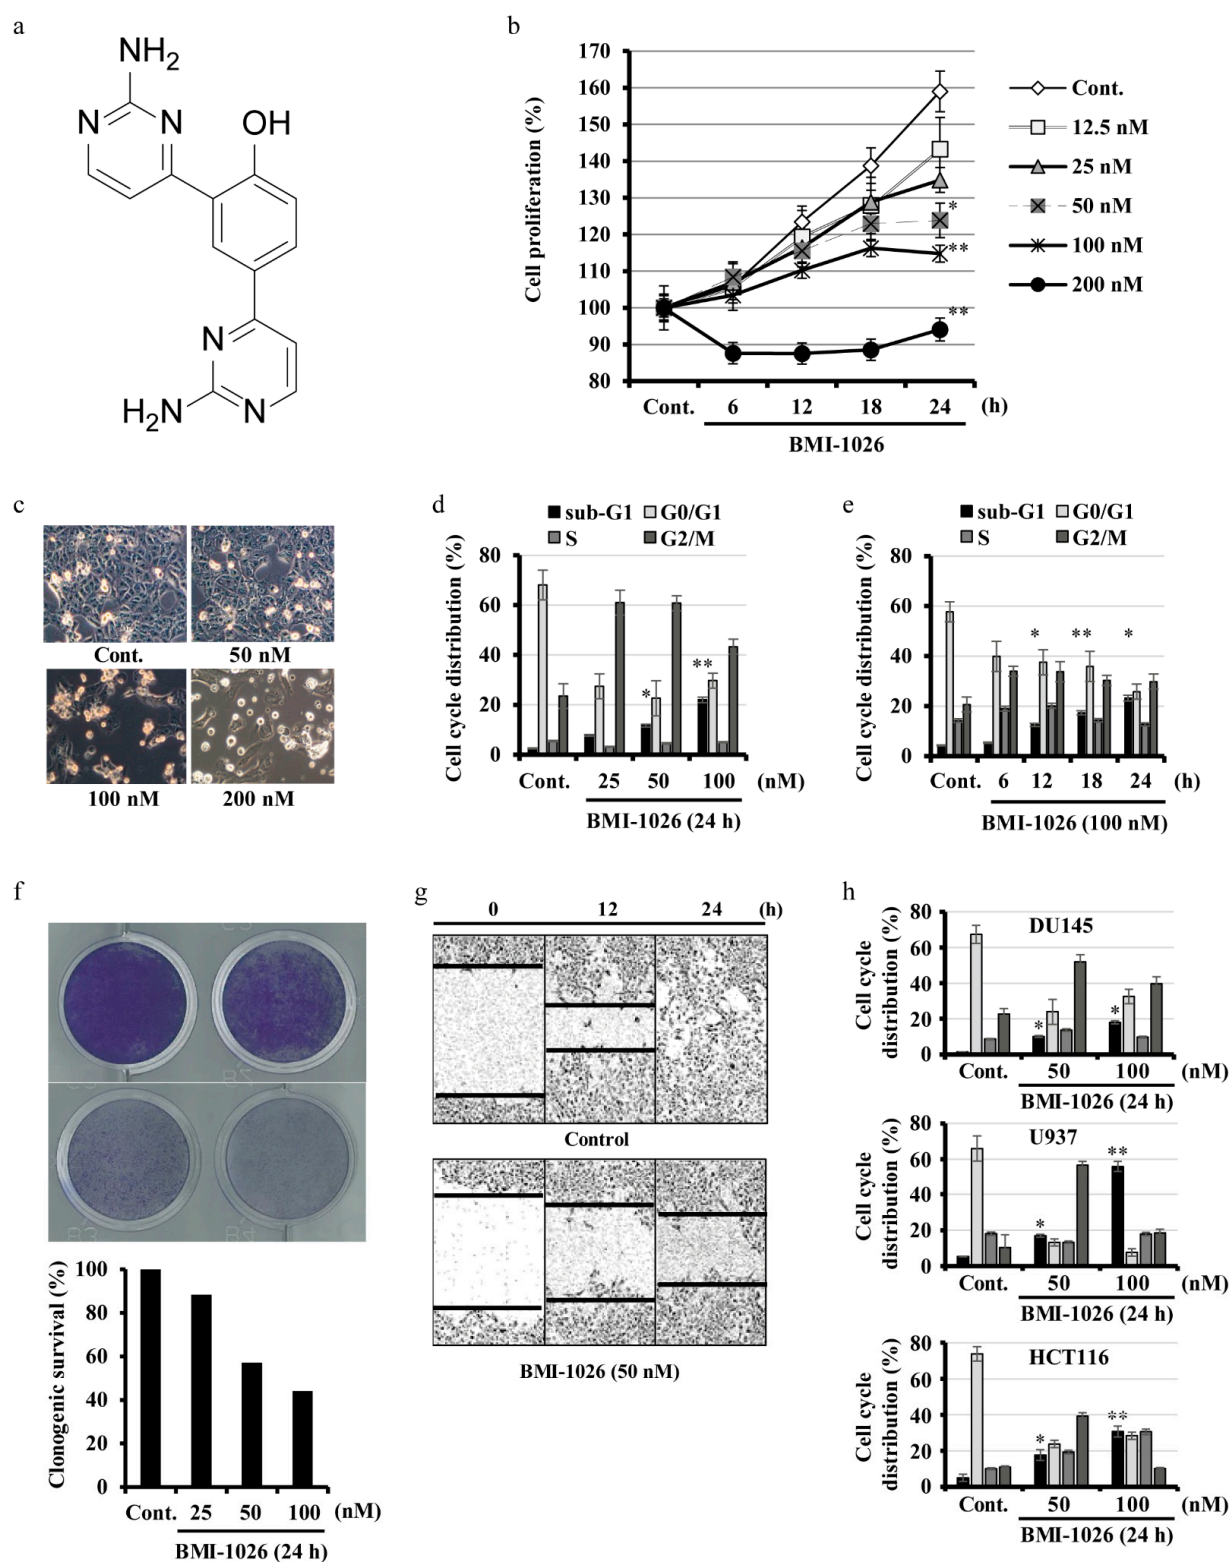 a
NH2
N
N
OH
N
H2N
N
b
Cell proliferation (%)
170
160
150
140
130
120
110
100
90
80
*
**
**
Cont.
12.5 nM
25 nM
50 nM
100 nM
200 nM
Cont. 6 12 18 24 (h)
BMI-1026
c
Cont.
50 nM
100 nM
200 nM
d
sub-G1 G0/G1
S G2/M
Cell cycle distribution (%)
80
60
40
20
0
*
**
Cont. 25 50 100 (nM)
BMI-1026 (24 h)
e
sub-G1 G0/G1
S G2/M
Cell cycle distribution (%)
80
60
40
20
0
* ** *
Cont. 6 12 18 24 (h)
BMI-1026 (100 nM)
f
Clonogenic survival (%)
100
80
60
40
20
0
Cont. 25 50 100 (nM)
BMI-1026 (24 h)
g
0 12 24 (h)
Control
BMI-1026 (50 nM)
h
Cell cycle
distribution (%)
80
60
40
20
0
DU145
* *
Cont. 50 100 (nM)
BMI-1026 (24 h)
Cell cycle
distribution (%)
80
60
40
20
0
U937
* **
Cont. 50 100 (nM)
BMI-1026 (24 h)
Cell cycle
distribution (%)
80
60
40
20
0
HCT116
* **
Cont. 50 100 (nM)
BMI-1026 (24 h)